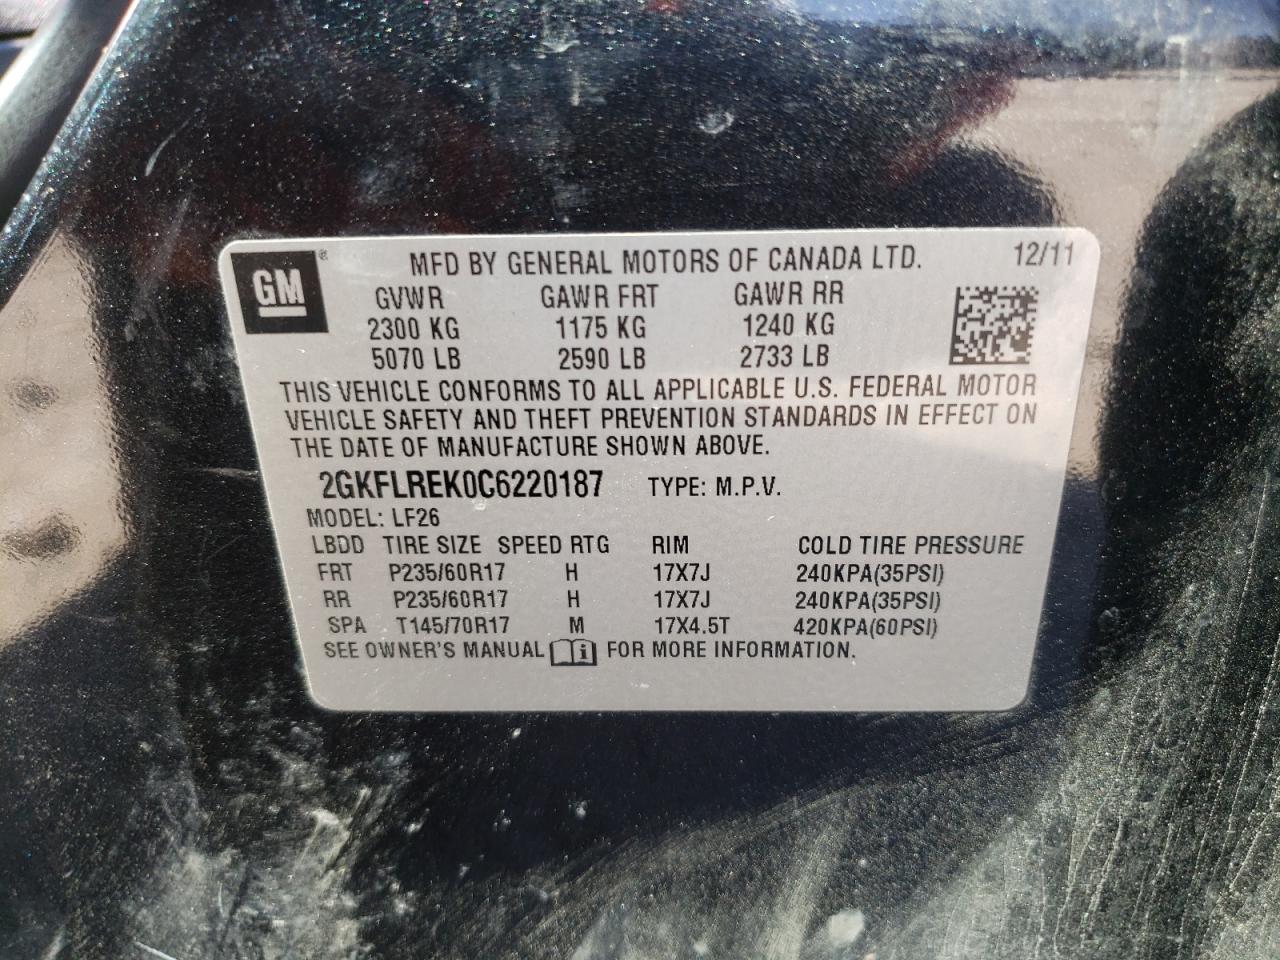 GM® MFD BY GENERAL MOTORS OF CANADA LTD. 12/11
GVWR GAWR FRT GAWR RR
2300 KG 1175 KG 1240 KG
5070 LB 2590 LB 2733 LB
THIS VEHICLE CONFORMS TO ALL APPLICABLE U.S. FEDERAL MOTOR
VEHICLE SAFETY AND THEFT PREVENTION STANDARDS IN EFFECT ON
THE DATE OF MANUFACTURE SHOWN ABOVE.
2GKFLREK0C6220187 TYPE: M.P.V.
MODEL: LF26
LBDD TIRE SIZE SPEED RTG RIM COLD TIRE PRESSURE
FRT P235/60R17 H 17X7J 240KPA(35PSI)
RR P235/60R17 H 17X7J 240KPA(35PSI)
SPA T145/70R17 M 17X4.5T 420KPA(60PSI)
SEE OWNER'S MANUAL i FOR MORE INFORMATION.